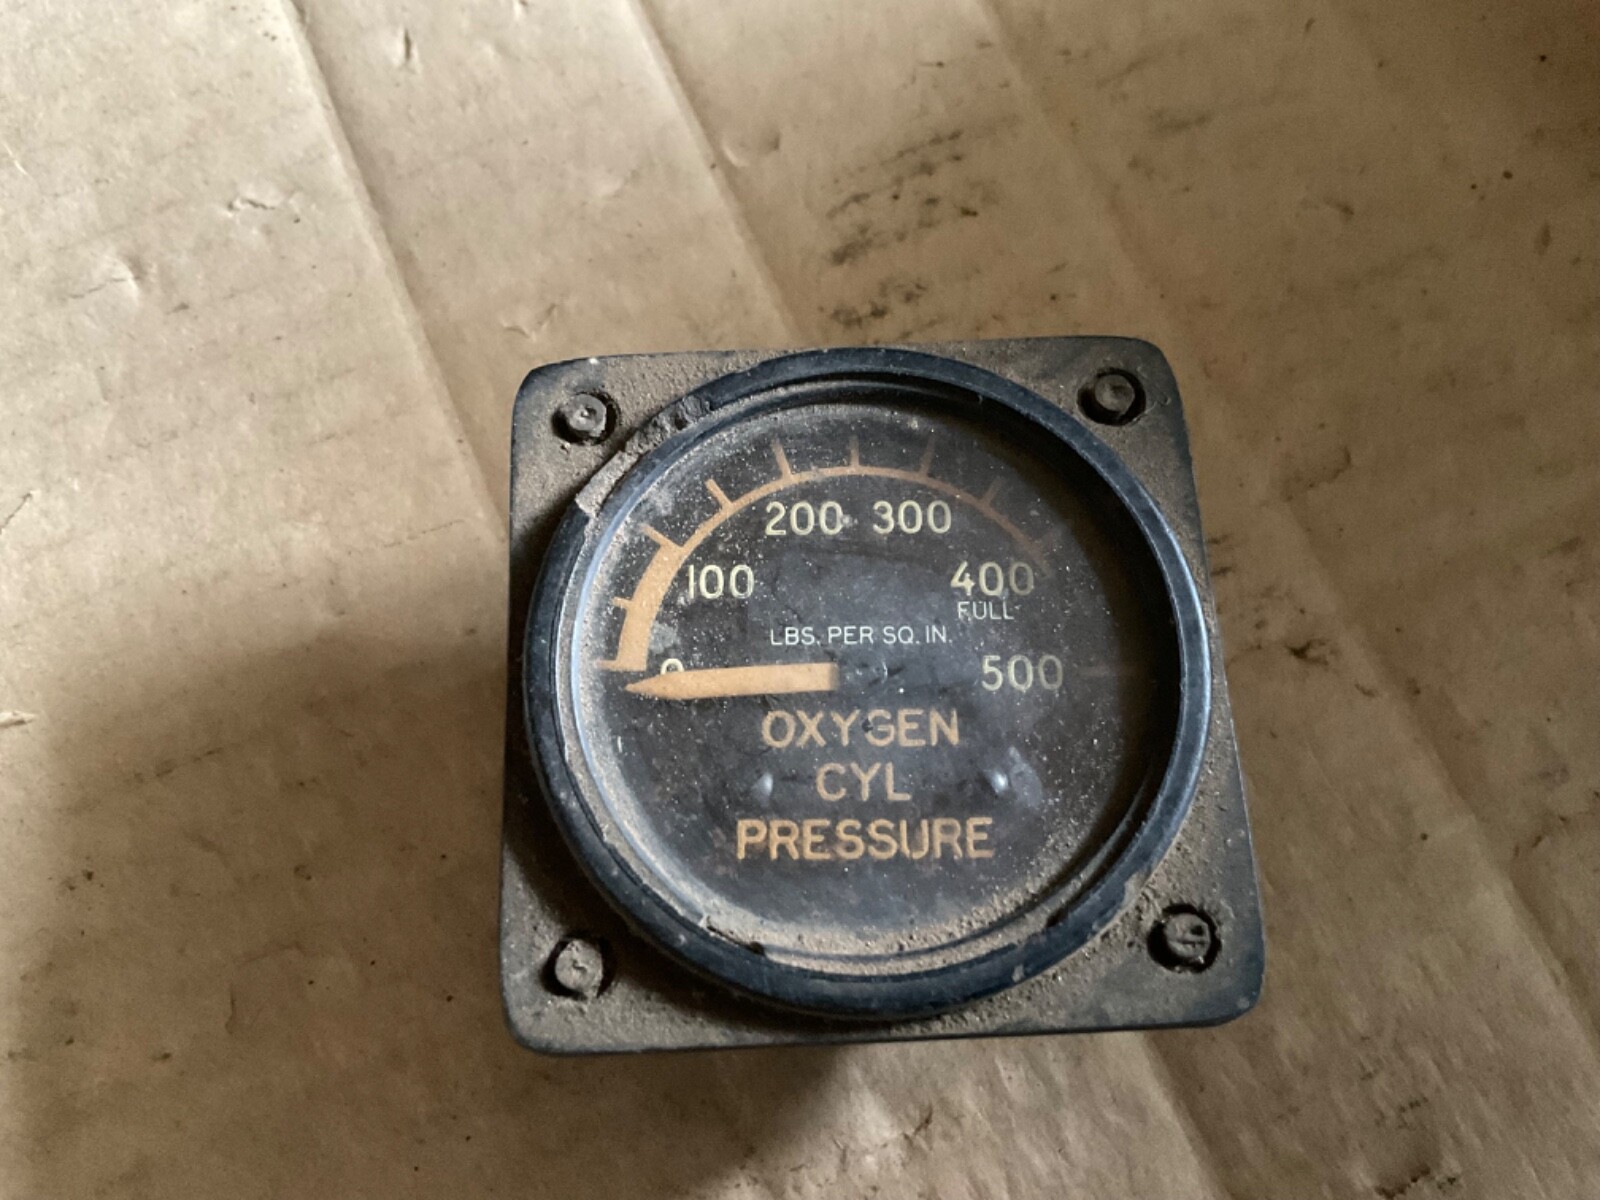 200 300
100 400
FULL
LBS. PER SQ. IN.
0 500
OXYGEN
CYL
PRESSURE